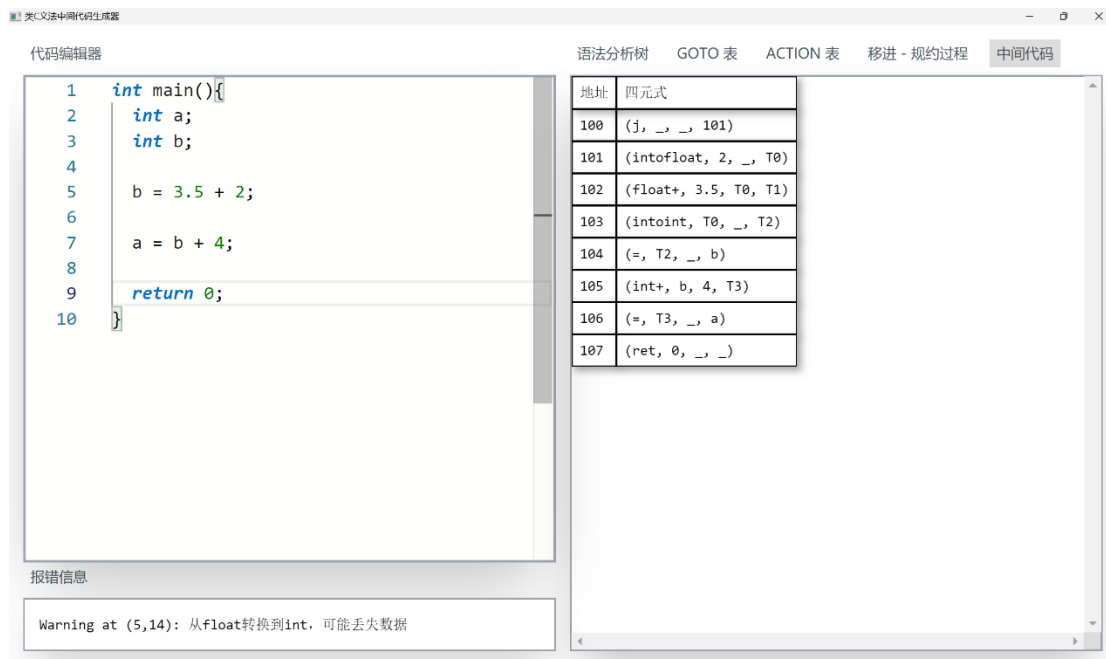 类C文法中间代码生成器
代码编辑器
1 int main(){
2 int a;
3 int b;
4
5 b = 3.5 + 2;
6
7 a = b + 4;
8
9 return 0;
10 }
报错信息
Warning at (5,14): 从float转换到int，可能丢失数据
语法分析树 GOTO 表 ACTION 表 移进 - 规约过程 中间代码
地址 四元式
100 (j, _, _, 101)
101 (intofloat, 2, _, T0)
102 (float+, 3.5, T0, T1)
103 (intoint, T0, _, T2)
104 (=, T2, _, b)
105 (int+, b, 4, T3)
106 (=, T3, _, a)
107 (ret, 0, _, _)